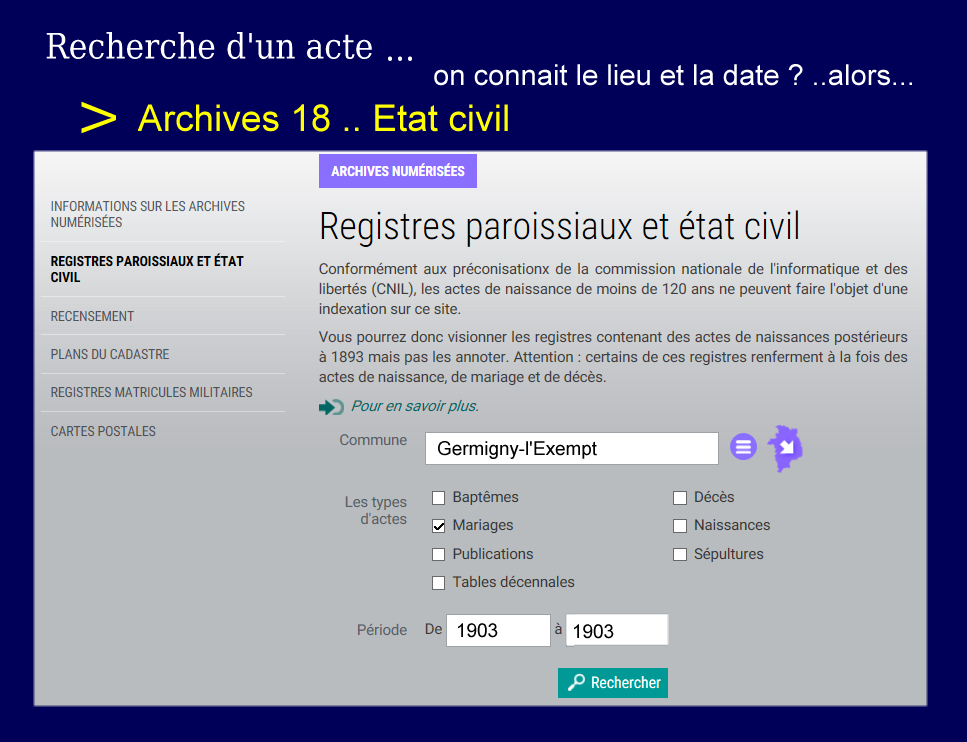 Recherche d'un acte ...
on connait le lieu et la date ? ..alors...
> Archives 18 .. Etat civil
ARCHIVES NUMÉRISÉES
INFORMATIONS SUR LES ARCHIVES
NUMÉRISÉES
REGISTRES PAROISSIAUX ET ÉTAT
CIVIL
RECENSEMENT
PLANS DU CADASTRE
REGISTRES MATRICULES MILITAIRES
CARTES POSTALES
Registres paroissiaux et état civil
Conformément aux préconisationx de la commission nationale de l'informatique et des
libertés (CNIL), les actes de naissance de moins de 120 ans ne peuvent faire l'objet d'une
indexation sur ce site.
Vous pourrez donc visionner les registres contenant des actes de naissances postérieurs
à 1893 mais pas les annoter. Attention : certains de ces registres renferment à la fois des
actes de naissance, de mariage et de décès.
Pour en savoir plus.
Commune Germigny-l'Exempt
Les types
d'actes
Baptêmes Décès
Mariages Naissances
Publications Sépultures
Tables décennales
Période De 1903 à 1903
Rechercher